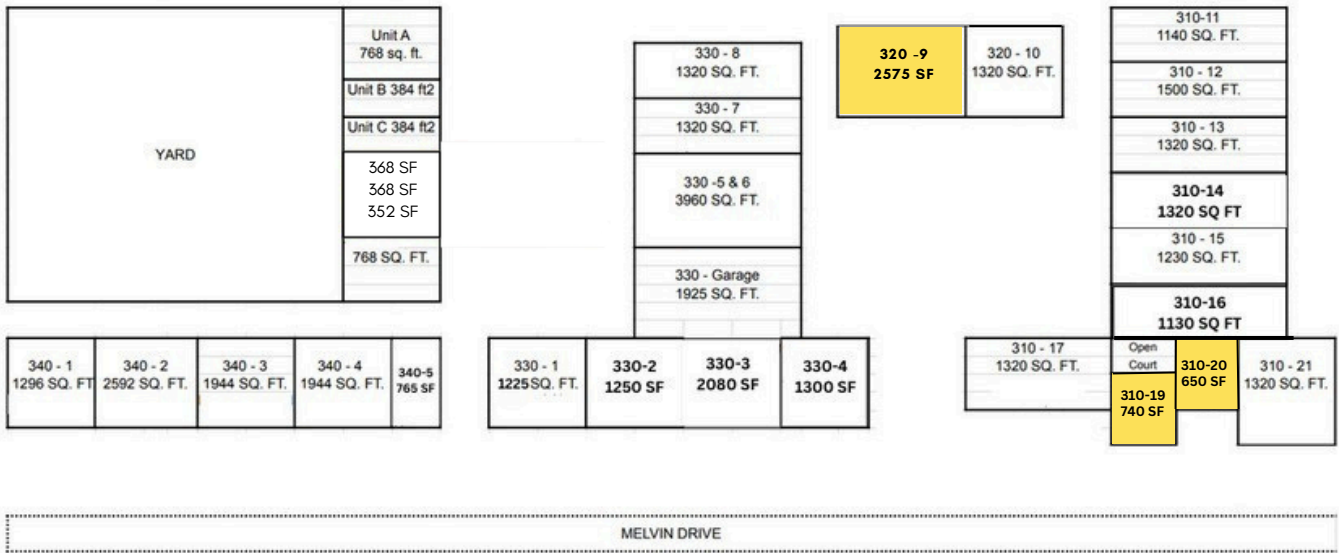 YARD
Unit A
768 sq. ft.
Unit B 384 ft2
Unit C 384 ft2
368 SF
368 SF
352 SF
768 SQ. FT.
340 - 1
1296 SQ. FT
340 - 2
2592 SQ. FT.
340 - 3
1944 SQ. FT.
340 - 4
1944 SQ. FT.
340-5
765 SF
330 - 8
1320 SQ. FT.
330 - 7
1320 SQ. FT.
330 -5 & 6
3960 SQ. FT.
330 - Garage
1925 SQ. FT.
330 - 1
1225SQ. FT.
330-2
1250 SF
330-3
2080 SF
330-4
1300 SF
320 -9
2575 SF
320 - 10
1320 SQ. FT.
310-11
1140 SQ. FT.
310 - 12
1500 SQ. FT.
310 - 13
1320 SQ. FT.
310-14
1320 SQ FT
310 - 15
1230 SQ. FT.
310-16
1130 SQ FT
310 - 17
1320 SQ. FT.
Open
Court
310-19
740 SF
310-20
650 SF
310 - 21
1320 SQ. FT.
MELVIN DRIVE